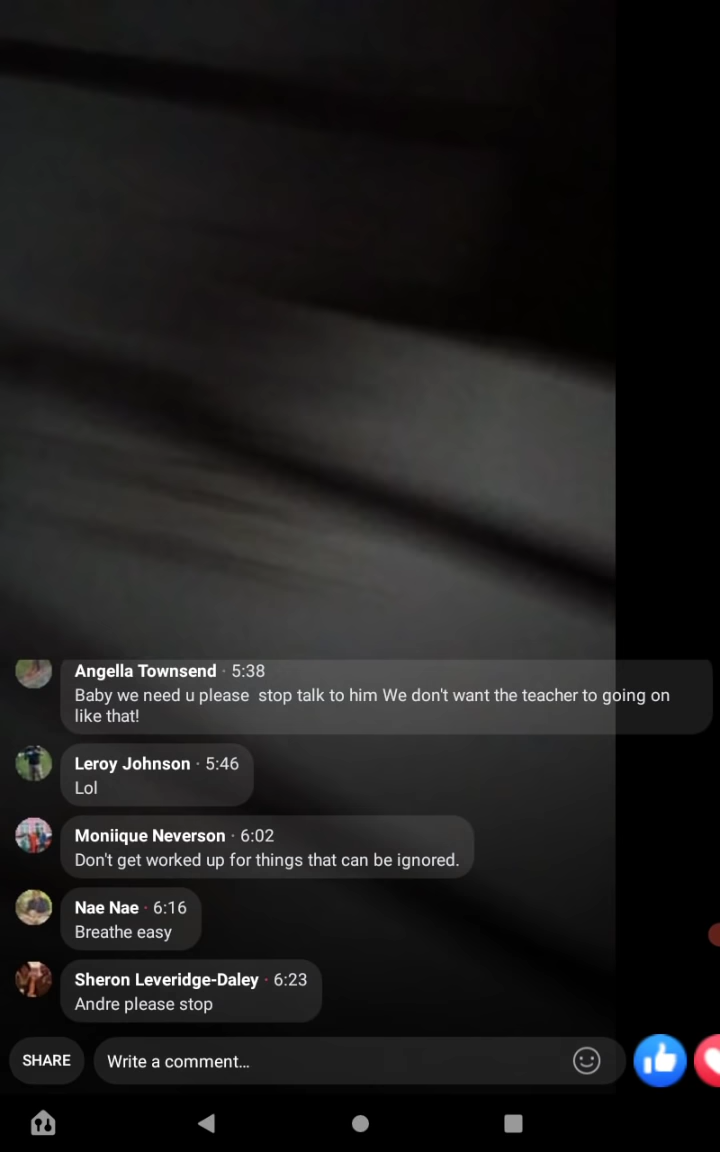 Angella Townsend · 5:38
Baby we need u please  stop talk to him We don't want the teacher to going on
like that!
Leroy Johnson · 5:46
Lol
Moniique Neverson · 6:02
Don't get worked up for things that can be ignored.
Nae Nae · 6:16
Breathe easy
Sheron Leveridge-Daley · 6:23
Andre please stop
SHARE
Write a comment...